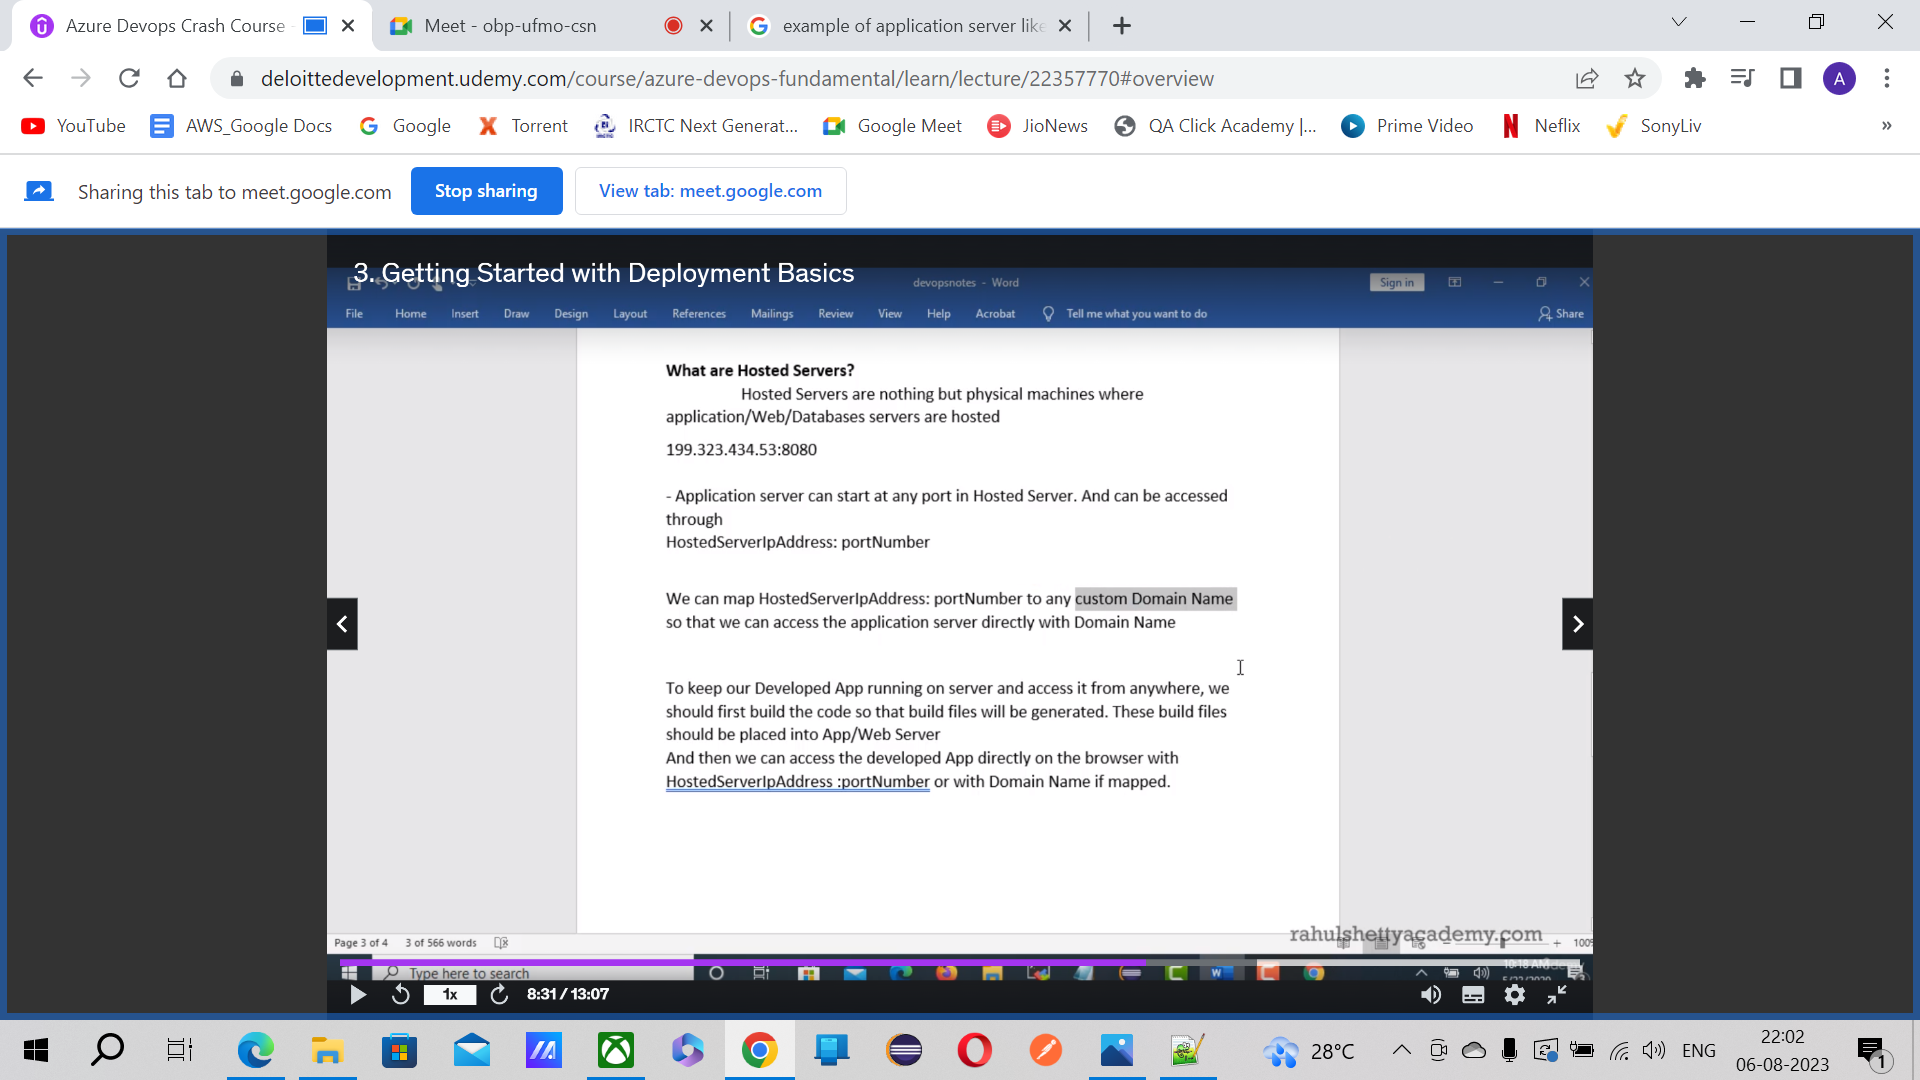 Azure Devops Crash Course
Meet - obp-ufmo-csn
example of application server like
deloittedevelopment.udemy.com/course/azure-devops-fundamental/learn/lecture/22357770#overview
A
YouTube
AWS_Google Docs
Google
Torrent
IRCTC Next Generat...
Google Meet
JioNews
QA Click Academy |...
Prime Video
Neflix
SonyLiv
»
Sharing this tab to meet.google.com
Stop sharing
View tab: meet.google.com
3. Getting Started with Deployment Basics
devopsnotes - Word
Sign in
File Home Insert Draw Design Layout References Mailings Review View Help Acrobat Tell me what you want to do
Share
What are Hosted Servers?
Hosted Servers are nothing but physical machines where
application/Web/Databases servers are hosted
199.323.434.53:8080
- Application server can start at any port in Hosted Server. And can be accessed
through
HostedServerIpAddress: portNumber
We can map HostedServerIpAddress: portNumber to any custom Domain Name
so that we can access the application server directly with Domain Name
To keep our Developed App running on server and access it from anywhere, we
should first build the code so that build files will be generated. These build files
should be placed into App/Web Server
And then we can access the developed App directly on the browser with
HostedServerIpAddress :portNumber or with Domain Name if mapped.
rahulshettyacademy.com
Page 3 of 4 3 of 566 words
100%
Type here to search
10:18 AM
1x
8:31 / 13:07
28°C
ENG
22:02
06-08-2023
1